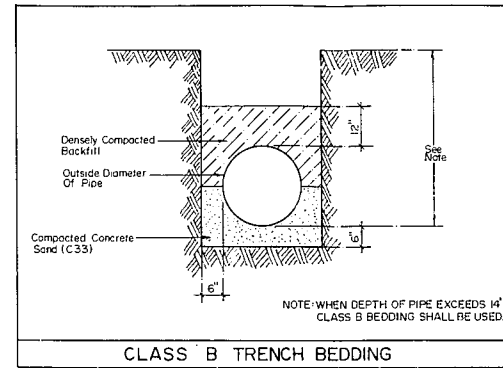 12"
Densely Compacted
Backfill
See
Note
Outside Diameter
Of Pipe
Compacted Concrete
Sand (C33)
6"
6"
NOTE: WHEN DEPTH OF PIPE EXCEEDS 14'
CLASS B BEDDING SHALL BE USED.
CLASS B TRENCH BEDDING